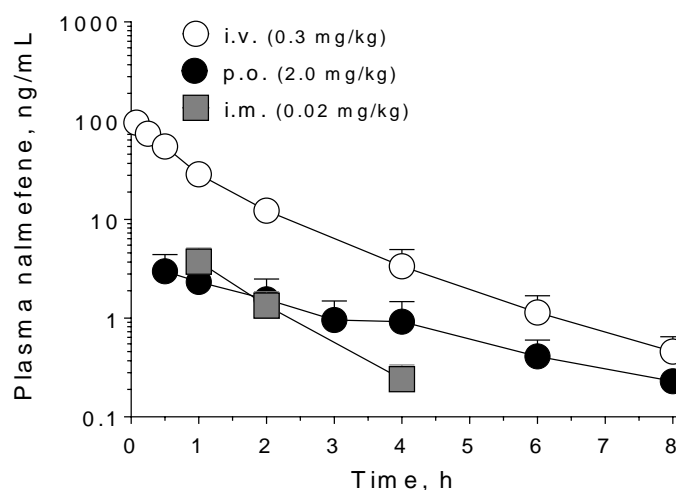 1000
100
10
1
0.1
Plasma nalmefene, ng/mL
i.v. (0.3 mg/kg)
p.o. (2.0 mg/kg)
i.m. (0.02 mg/kg)
0 1 2 3 4 5 6 7 8
Time, h